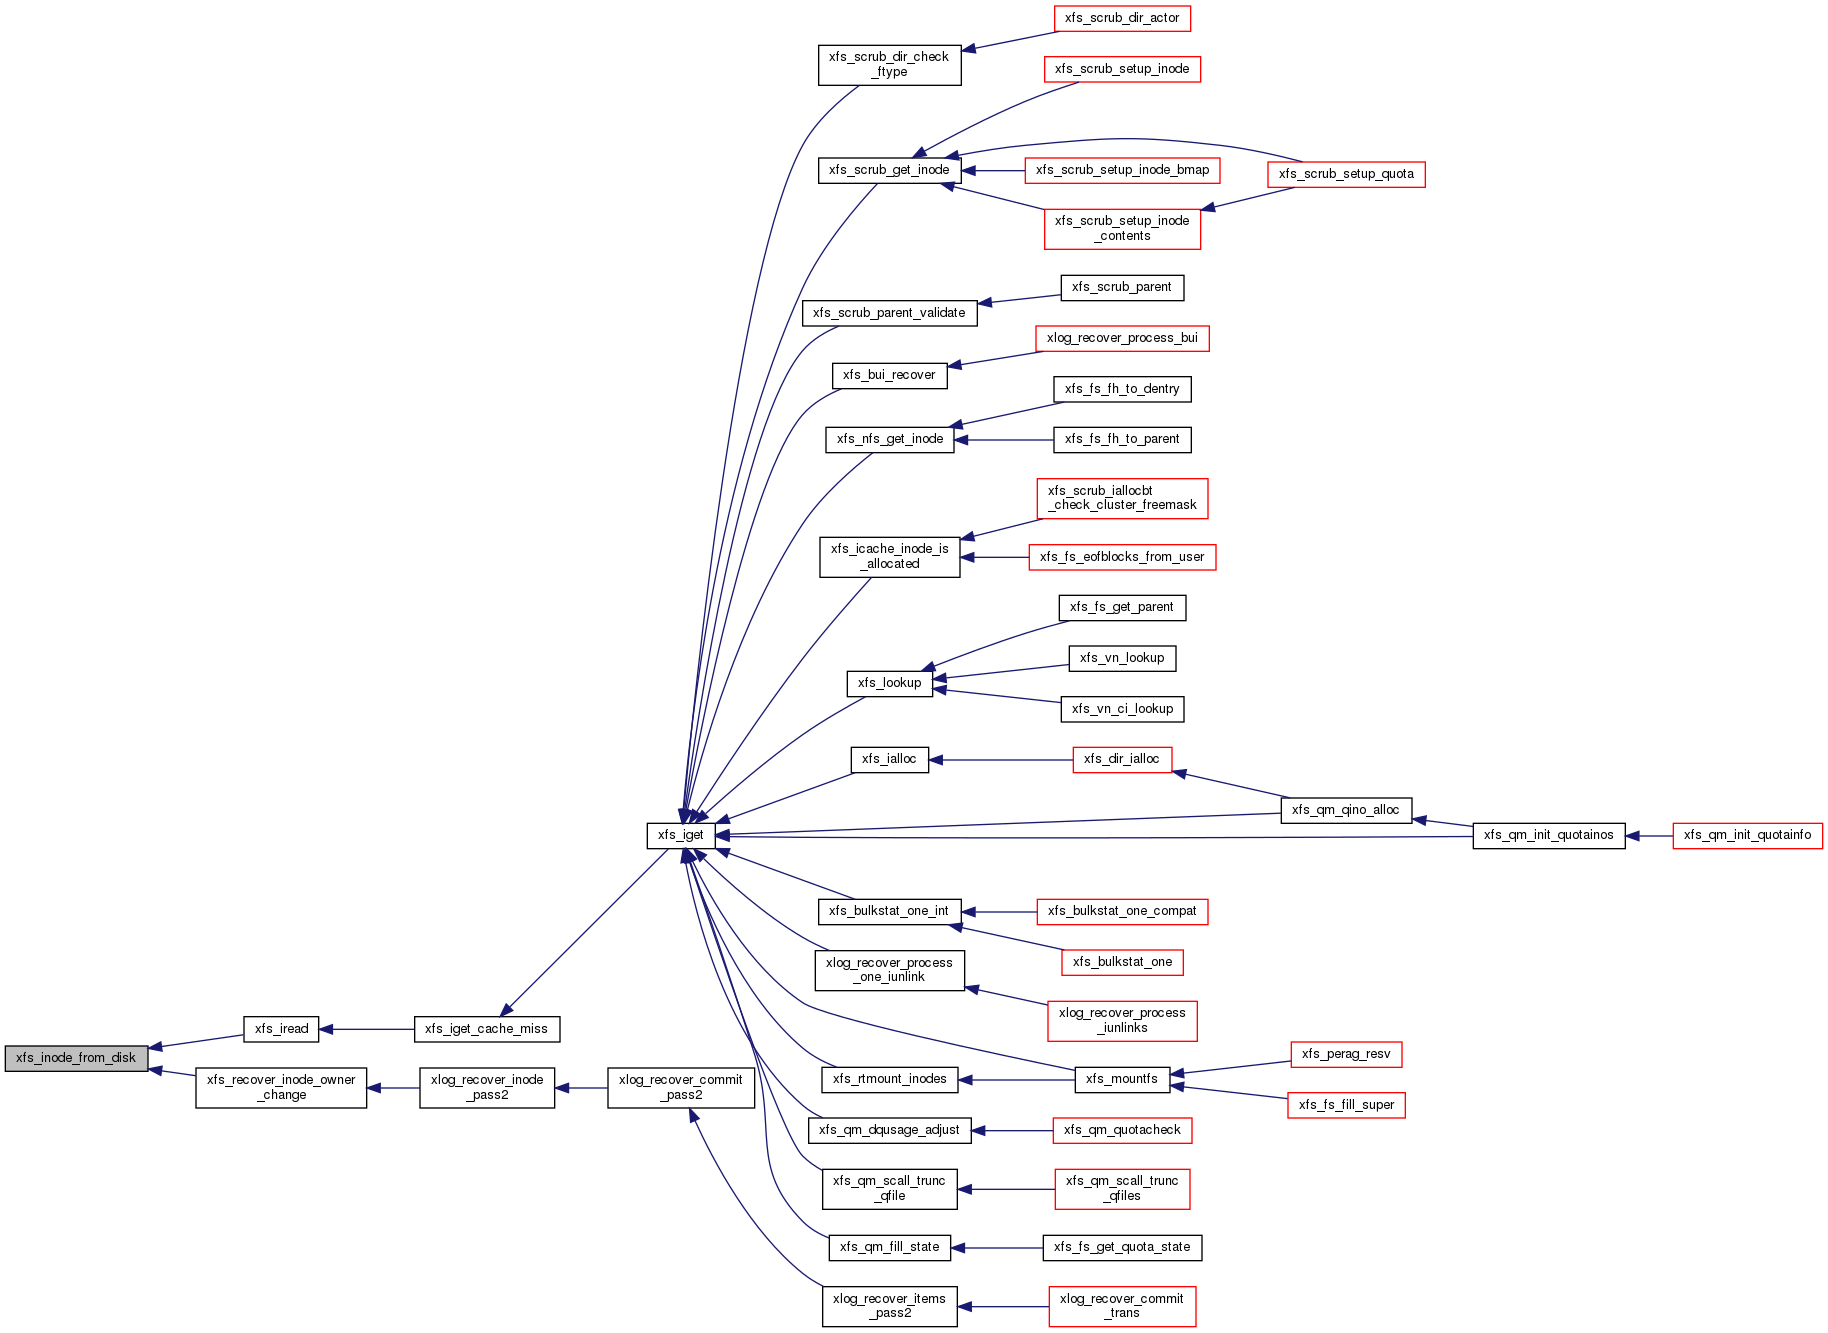 xfs_scrub_dir_actor
xfs_scrub_dir_check
_ftype
xfs_scrub_setup_inode
xfs_scrub_get_inode
xfs_scrub_setup_inode_bmap
xfs_scrub_setup_quota
xfs_scrub_setup_inode
_contents
xfs_scrub_parent
xfs_scrub_parent_validate
xlog_recover_process_bui
xfs_bui_recover
xfs_fs_fh_to_dentry
xfs_nfs_get_inode
xfs_fs_fh_to_parent
xfs_scrub_iallocbt
_check_cluster_freemask
xfs_icache_inode_is
_allocated
xfs_fs_eofblocks_from_user
xfs_fs_get_parent
xfs_vn_lookup
xfs_lookup
xfs_vn_ci_lookup
xfs_ialloc
xfs_dir_ialloc
xfs_qm_qino_alloc
xfs_iget
xfs_qm_init_quotainos
xfs_qm_init_quotainfo
xfs_bulkstat_one_int
xfs_bulkstat_one_compat
xfs_bulkstat_one
xlog_recover_process
_one_iunlink
xlog_recover_process
_iunlinks
xfs_iread
xfs_iget_cache_miss
xfs_inode_from_disk
xfs_perag_resv
xfs_recover_inode_owner
_change
xlog_recover_inode
_pass2
xlog_recover_commit
_pass2
xfs_rtmount_inodes
xfs_mountfs
xfs_fs_fill_super
xfs_qm_dqusage_adjust
xfs_qm_quotacheck
xfs_qm_scall_trunc
_qfile
xfs_qm_scall_trunc
_qfiles
xfs_qm_fill_state
xfs_fs_get_quota_state
xlog_recover_items
_pass2
xlog_recover_commit
_trans